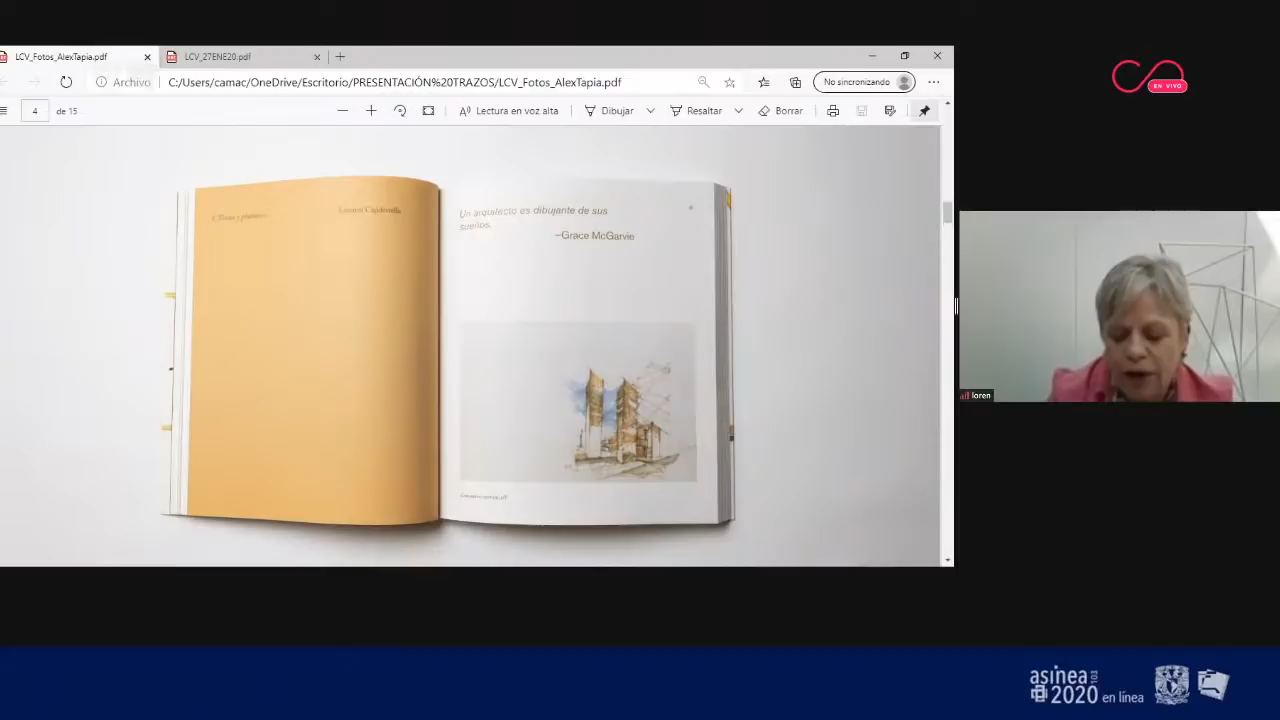 LCV_Fotos_AlexTapia.pdf
LCV_27ENE20.pdf
Archivo
C:/Users/camac/OneDrive/Escritorio/PRESENTACIÓN%20TRAZOS/LCV_Fotos_AlexTapia.pdf
No sincronizando
4 de 15
Lectura en voz alta
Dibujar
Resaltar
Borrar
Un arquitecto es dibujante de sus
sueños.
–Grace McGarvie
EN VIVO
loren
asinea
103
2020 en línea